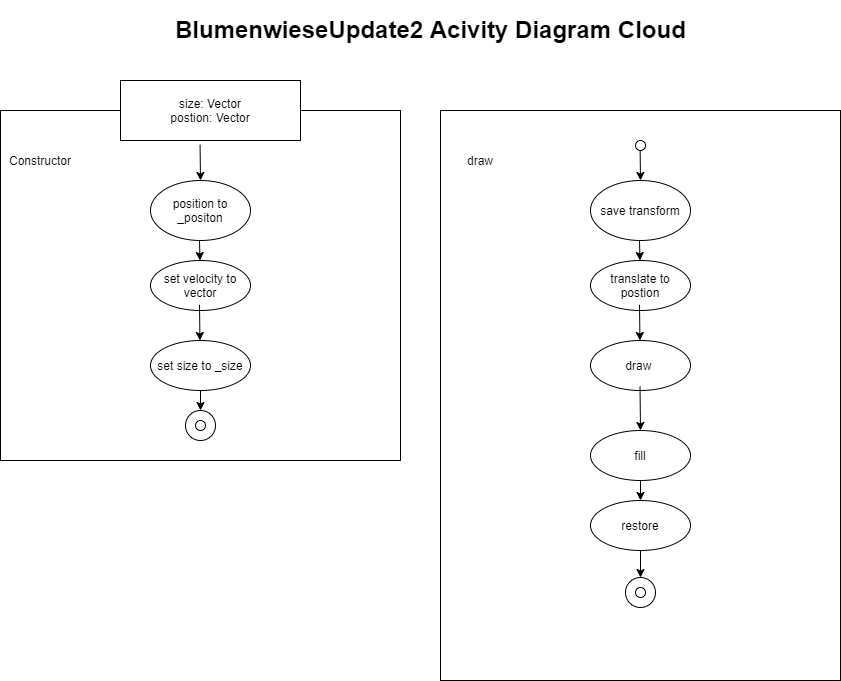 BlumenwieseUpdate2 Acivity Diagram Cloud
size: Vector
postion: Vector
Constructor
position to
_positon
set velocity to
vector
set size to _size
draw
save transform
translate to
postion
draw
fill
restore